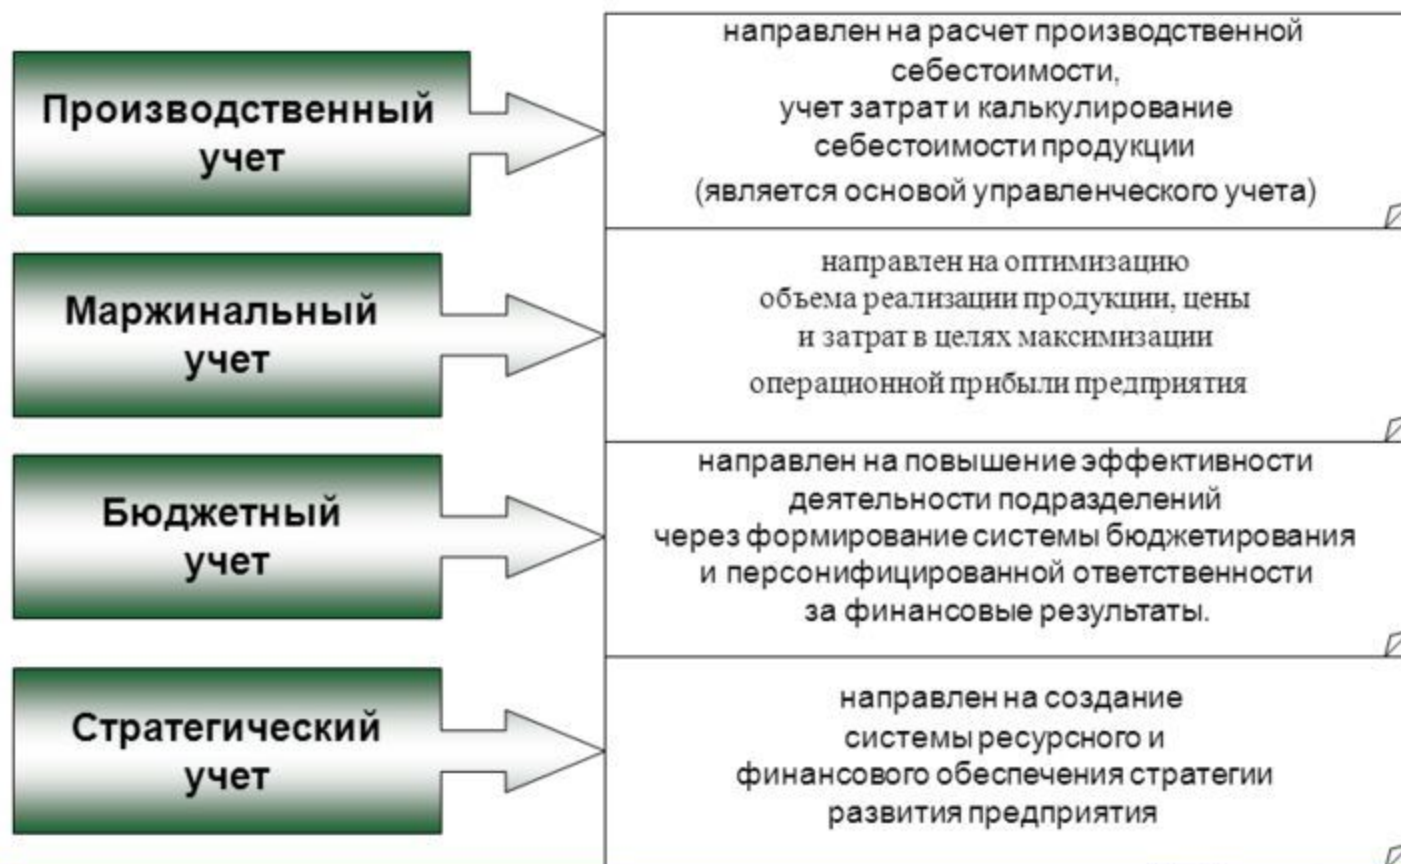 Производственный
учет
направлен на расчет производственной
себестоимости,
учет затрат и калькулирование
себестоимости продукции
(является основой управленческого учета)
Маржинальный
учет
направлен на оптимизацию
объема реализации продукции, цены
и затрат в целях максимизации
операционной прибыли предприятия
Бюджетный
учет
направлен на повышение эффективности
деятельности подразделений
через формирование системы бюджетирования
и персонифицированной ответственности
за финансовые результаты.
Стратегический
учет
направлен на создание
системы ресурсного и
финансового обеспечения стратегии
развития предприятия